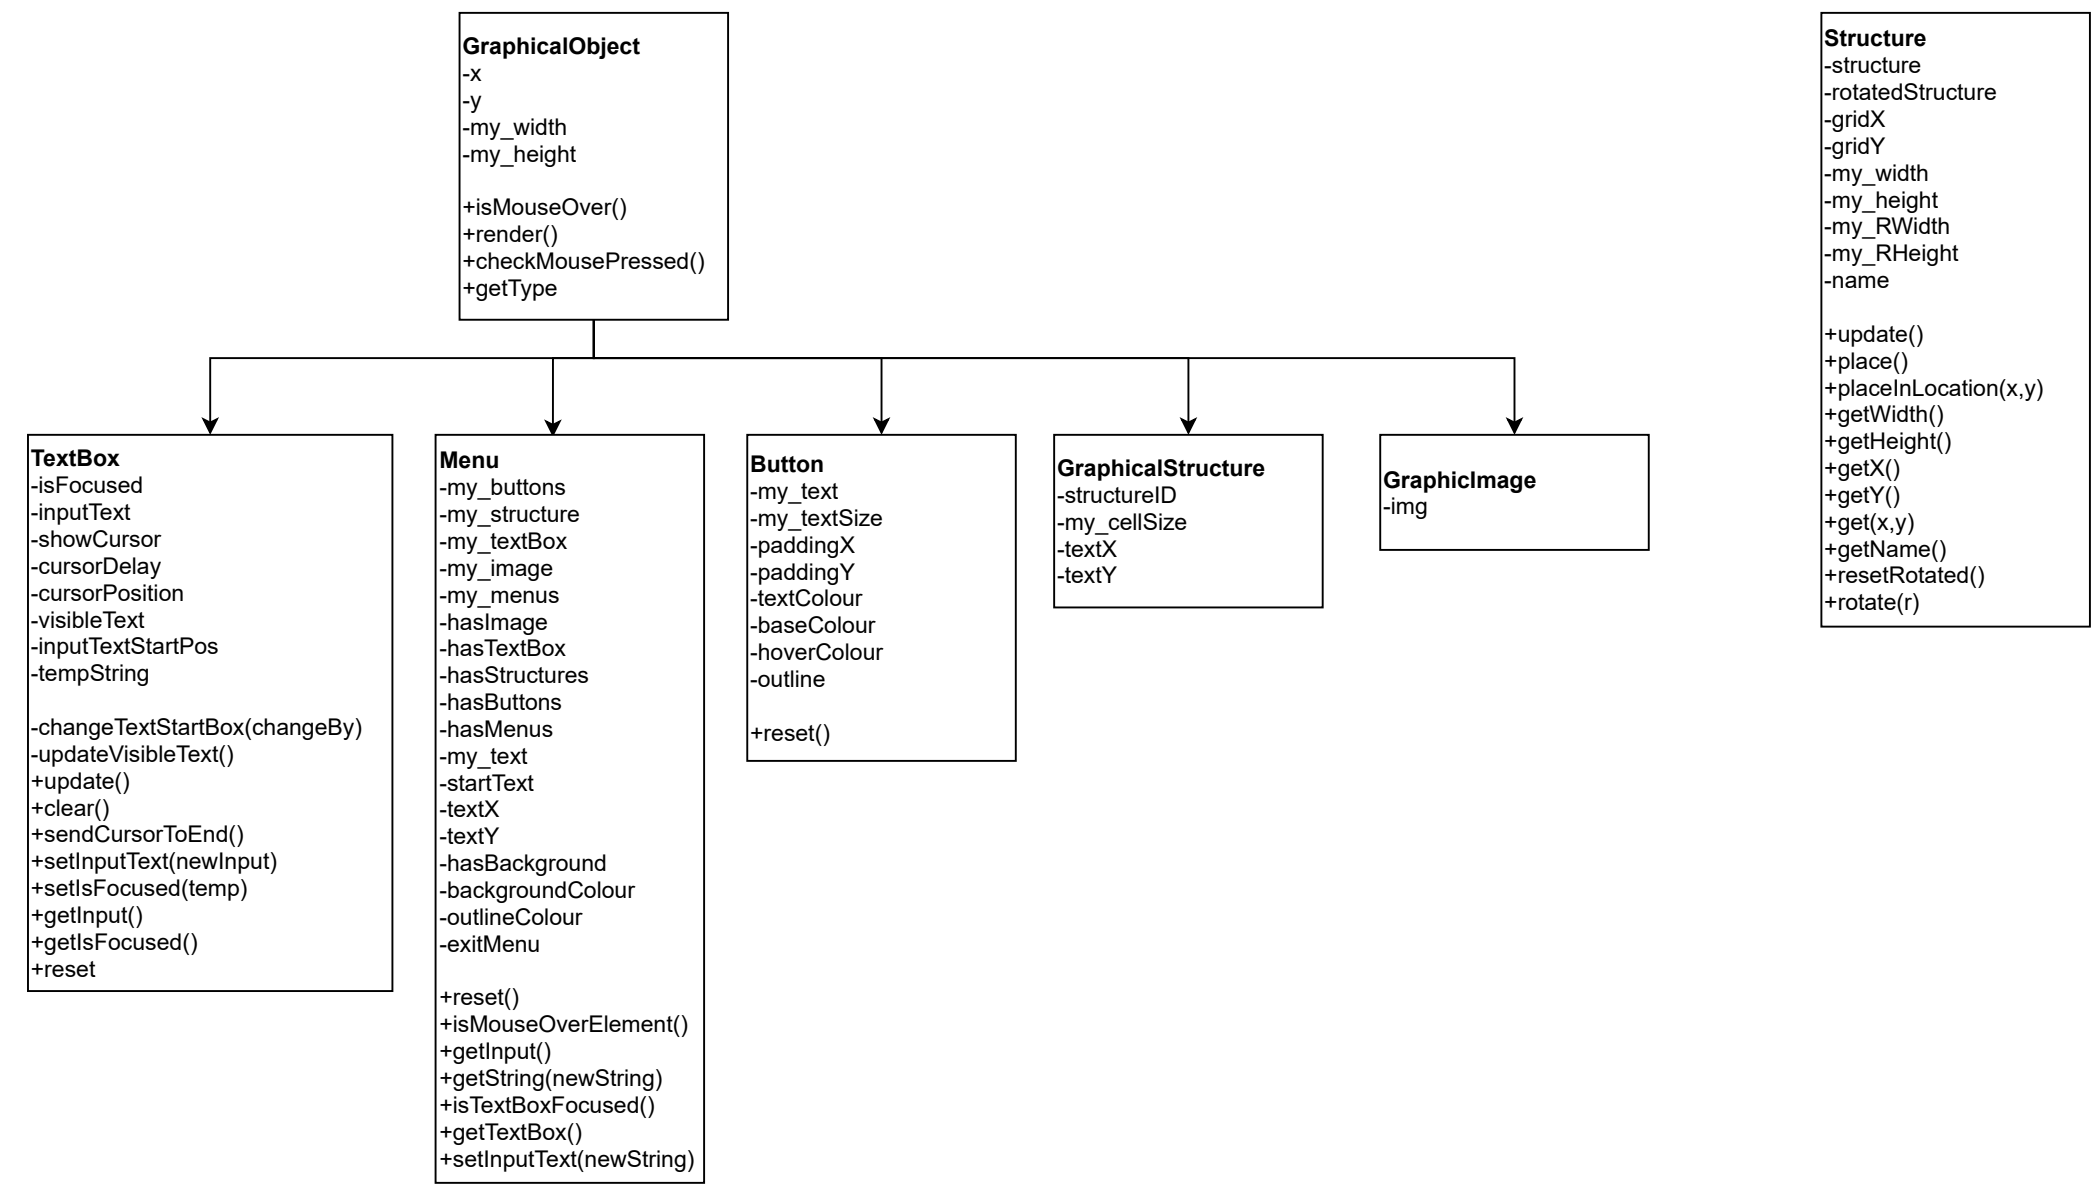 GraphicalObject
-x
-y
-my_width
-my_height
+isMouseOver()
+render()
+checkMousePressed()
+getType
Structure
-structure
-rotatedStructure
-gridX
-gridY
-my_width
-my_height
-my_RWidth
-my_RHeight
-name
+update()
+place()
+placeInLocation(x,y)
+getWidth()
+getHeight()
+getX()
+getY()
+get(x,y)
+getName()
+resetRotated()
+rotate(r)
TextBox
-isFocused
-inputText
-showCursor
-cursorDelay
-cursorPosition
-visibleText
-inputTextStartPos
-tempString
-changeTextStartBox(changeBy)
-updateVisibleText()
+update()
+clear()
+sendCursorToEnd()
+setInputText(newInput)
+setIsFocused(temp)
+getInput()
+getIsFocused()
+reset
Menu
-my_buttons
-my_structure
-my_textBox
-my_image
-my_menus
-hasImage
-hasTextBox
-hasStructures
-hasButtons
-hasMenus
-my_text
-startText
-textX
-textY
-hasBackground
-backgroundColour
-outlineColour
-exitMenu
+reset()
+isMouseOverElement()
+getInput()
+getString(newString)
+isTextBoxFocused()
+getTextBox()
+setInputText(newString)
Button
-my_text
-my_textSize
-paddingX
-paddingY
-textColour
-baseColour
-hoverColour
-outline
+reset()
GraphicalStructure
-structureID
-my_cellSize
-textX
-textY
GraphicImage
-img